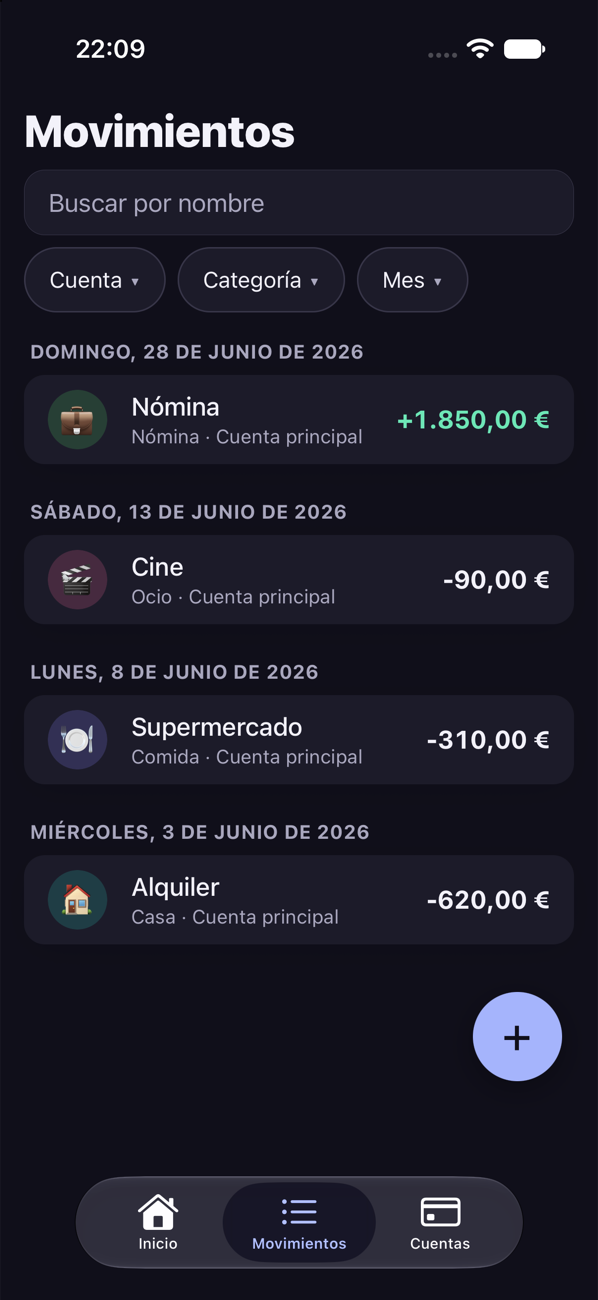 22:09
Movimientos
Buscar por nombre
Cuenta ▾
Categoría ▾
Mes ▾
DOMINGO, 28 DE JUNIO DE 2026
Nómina
+1.850,00 €
Nómina · Cuenta principal
SÁBADO, 13 DE JUNIO DE 2026
Cine
-90,00 €
Ocio · Cuenta principal
LUNES, 8 DE JUNIO DE 2026
Supermercado
-310,00 €
Comida · Cuenta principal
MIÉRCOLES, 3 DE JUNIO DE 2026
Alquiler
-620,00 €
Casa · Cuenta principal
+
Inicio
Movimientos
Cuentas